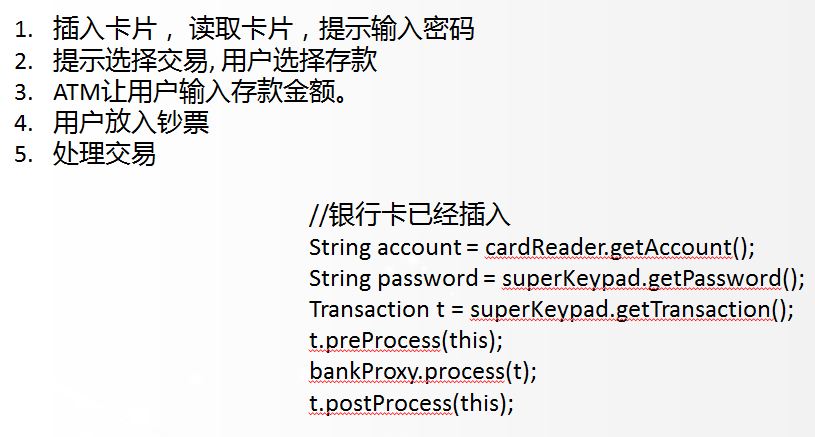 1. 插入卡片 ， 读取卡片 , 提示输入密码
2. 提示选择交易, 用户选择存款
3. ATM让用户输入存款金额。
4. 用户放入钞票
5. 处理交易
//银行卡已经插入
String account = cardReader.getAccount();
String password = superKeypad.getPassword();
Transaction t = superKeypad.getTransaction();
t.preProcess(this);
bankProxy.process(t);
t.postProcess(this);